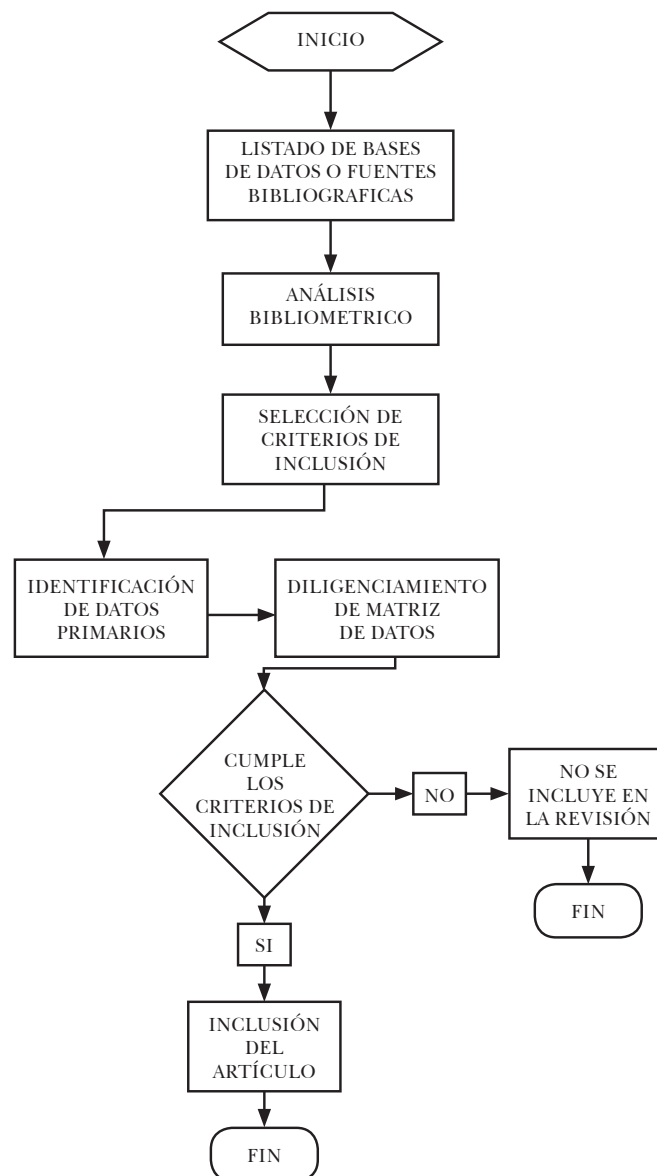 INICIO
LISTADO DE BASES
DE DATOS O FUENTES
BIBLIOGRAFICAS
ANÁLISIS
BIBLIOMETRICO
SELECCIÓN DE
CRITERIOS DE
INCLUSIÓN
IDENTIFICACIÓN
DE DATOS
PRIMARIOS
DILIGENCIAMIENTO
DE MATRIZ
DE DATOS
CUMPLE
LOS
CRITERIOS DE
INCLUSIÓN
NO
NO SE
INCLUYE EN
LA REVISIÓN
FIN
SI
INCLUSIÓN
DEL
ARTÍCULO
FIN